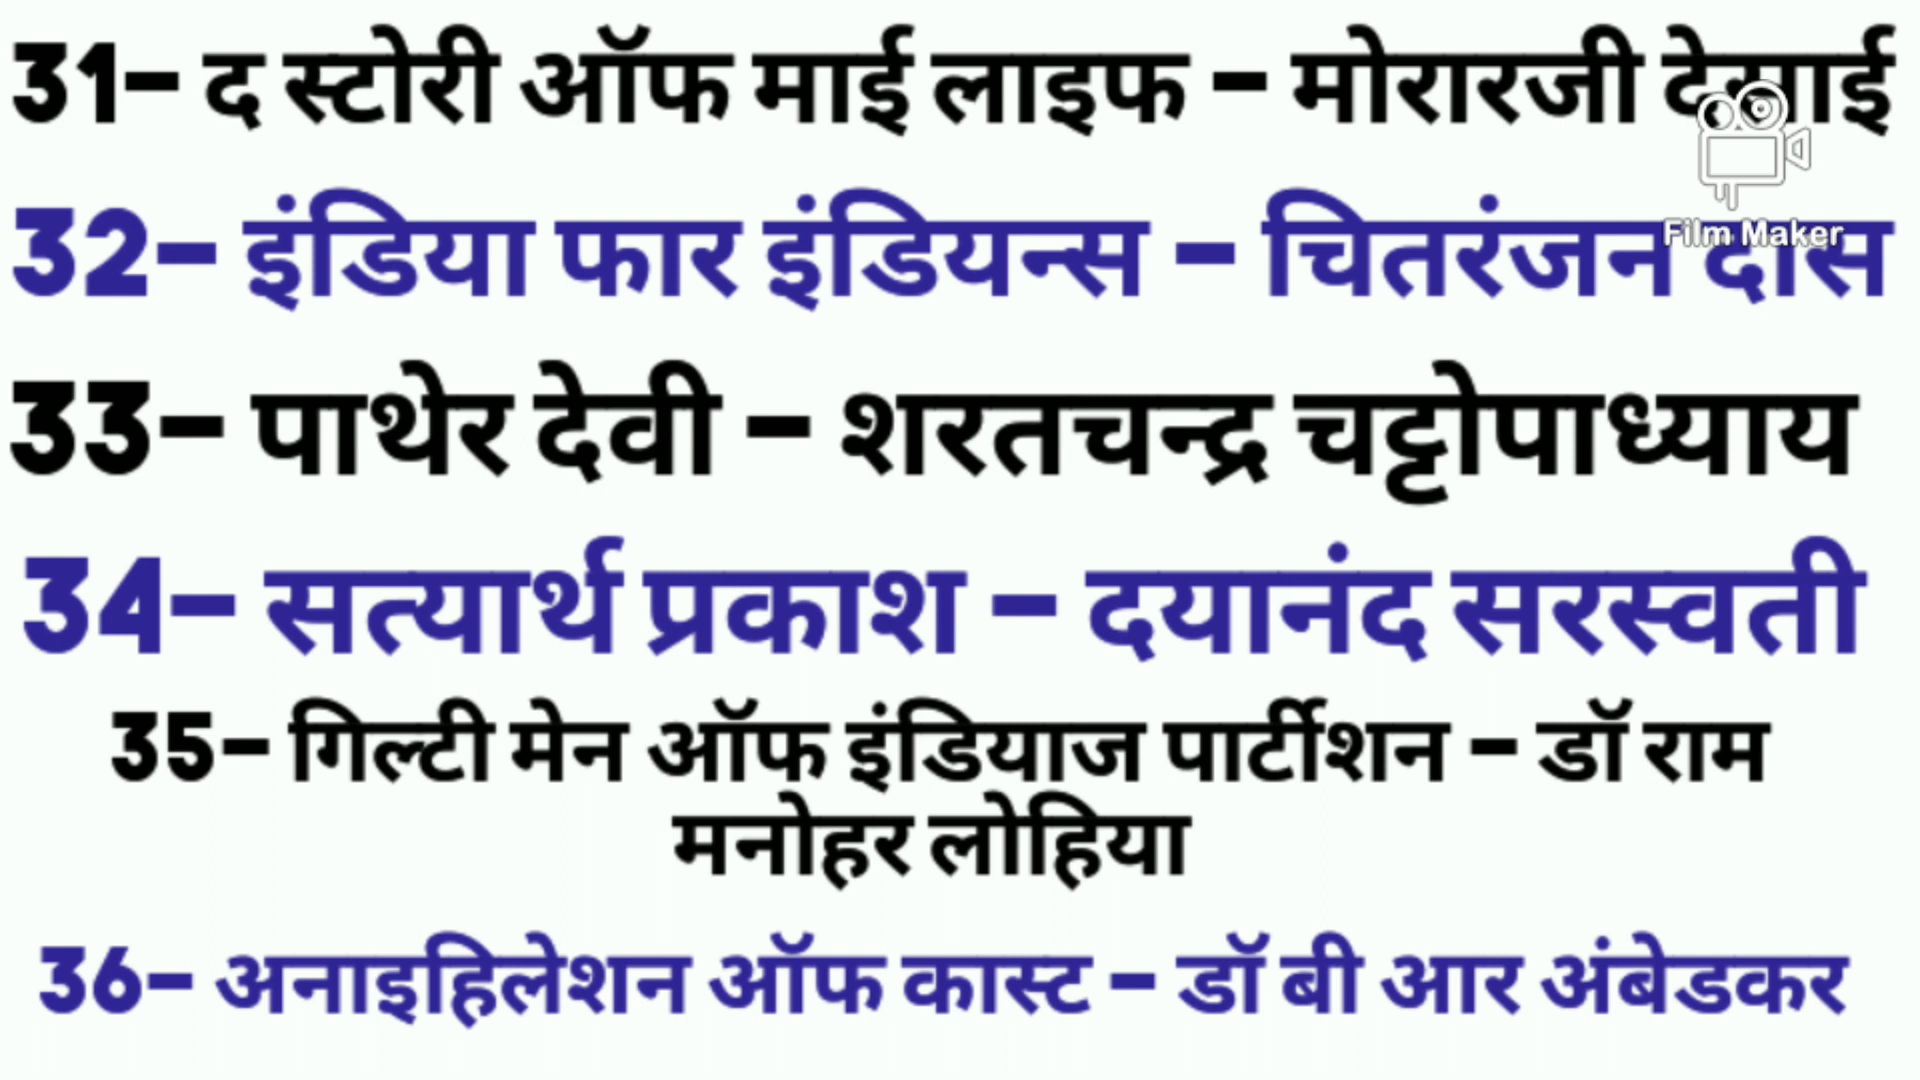 31- द स्टोरी ऑफ माई लाइफ - मोरारजी देसाई
Film Maker
32- इंडिया फार इंडियन्स - चितरंजन दास
33- पाथेर देवी - शरतचन्द्र चट्टोपाध्याय
34- सत्यार्थ प्रकाश - दयानंद सरस्वती
35- गिल्टी मेन ऑफ इंडियाज पार्टीशन - डॉ राम
मनोहर लोहिया
36- अनाइहिलेशन ऑफ कास्ट - डॉ बी आर अंबेडकर